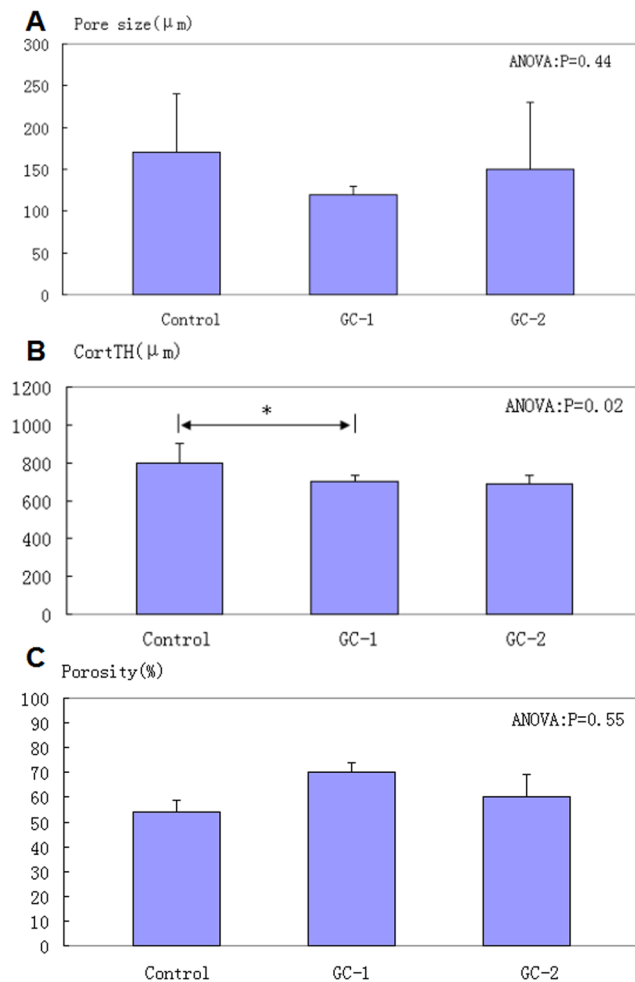 A
Pore size(μm)
300
250
200
150
100
50
0
ANOVA:P=0.44
Control GC-1 GC-2
B
CortTH(μm)
1200
1000
800
600
400
200
0
*
ANOVA:P=0.02
Control GC-1 GC-2
C
Porosity(%)
100
90
80
70
60
50
40
30
20
10
0
ANOVA:P=0.55
Control GC-1 GC-2